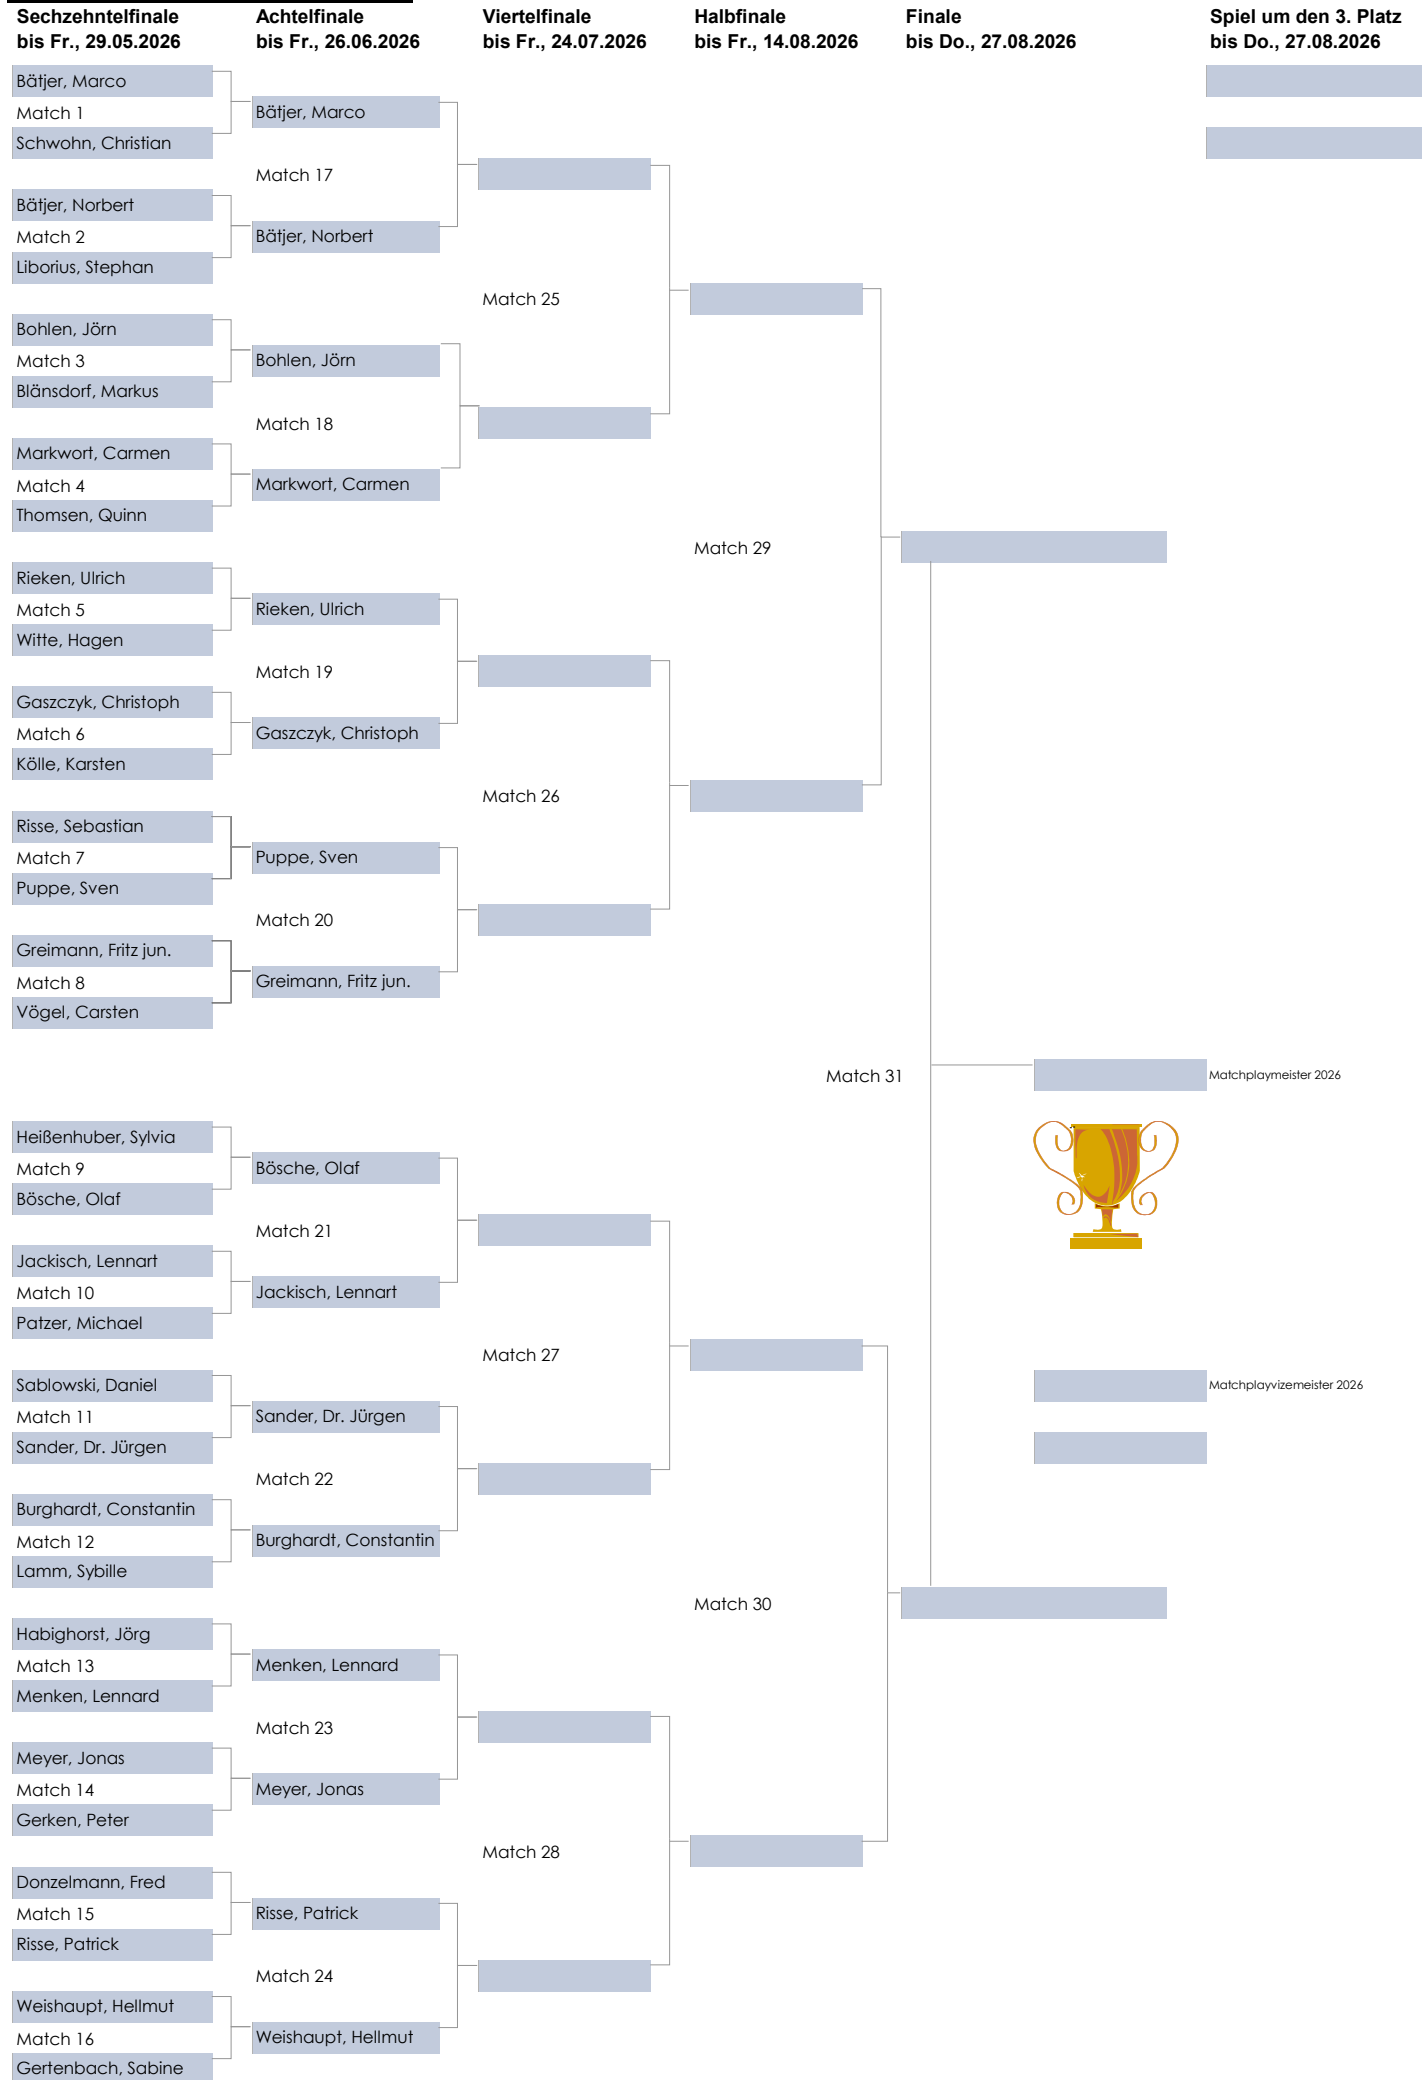 Sechzehntelfinale
bis Fr., 29.05.2026
Achtelfinale
bis Fr., 26.06.2026
Viertelfinale
bis Fr., 24.07.2026
Halbfinale
bis Fr., 14.08.2026
Finale
bis Do., 27.08.2026
Spiel um den 3. Platz
bis Do., 27.08.2026
Bätjer, Marco
Match 1
Schwohn, Christian
Bätjer, Norbert
Match 2
Liborius, Stephan
Bohlen, Jörn
Match 3
Blänsdorf, Markus
Markwort, Carmen
Match 4
Thomsen, Quinn
Rieken, Ulrich
Match 5
Witte, Hagen
Gaszczyk, Christoph
Match 6
Kölle, Karsten
Risse, Sebastian
Match 7
Puppe, Sven
Greimann, Fritz jun.
Match 8
Vögel, Carsten
Heißenhuber, Sylvia
Match 9
Bösche, Olaf
Jackisch, Lennart
Match 10
Patzer, Michael
Sablowski, Daniel
Match 11
Sander, Dr. Jürgen
Burghardt, Constantin
Match 12
Lamm, Sybille
Habighorst, Jörg
Match 13
Menken, Lennard
Meyer, Jonas
Match 14
Gerken, Peter
Donzelmann, Fred
Match 15
Risse, Patrick
Weishaupt, Hellmut
Match 16
Gertenbach, Sabine
Bätjer, Marco
Match 17
Bätjer, Norbert
Bohlen, Jörn
Match 18
Markwort, Carmen
Rieken, Ulrich
Match 19
Gaszczyk, Christoph
Puppe, Sven
Match 20
Greimann, Fritz jun.
Bösche, Olaf
Match 21
Jackisch, Lennart
Sander, Dr. Jürgen
Match 22
Burghardt, Constantin
Menken, Lennard
Match 23
Meyer, Jonas
Risse, Patrick
Match 24
Weishaupt, Hellmut
Match 25
Match 26
Match 27
Match 28
Match 29
Match 30
Match 31
Matchplaymeister 2026
Matchplayvizemeister 2026